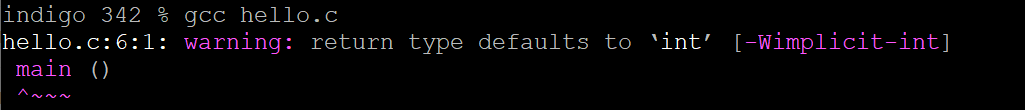 indigo 342 % gcc hello.c
hello.c:6:1: warning: return type defaults to ‘int’ [-Wimplicit-int]
 main ()
 ^~~~